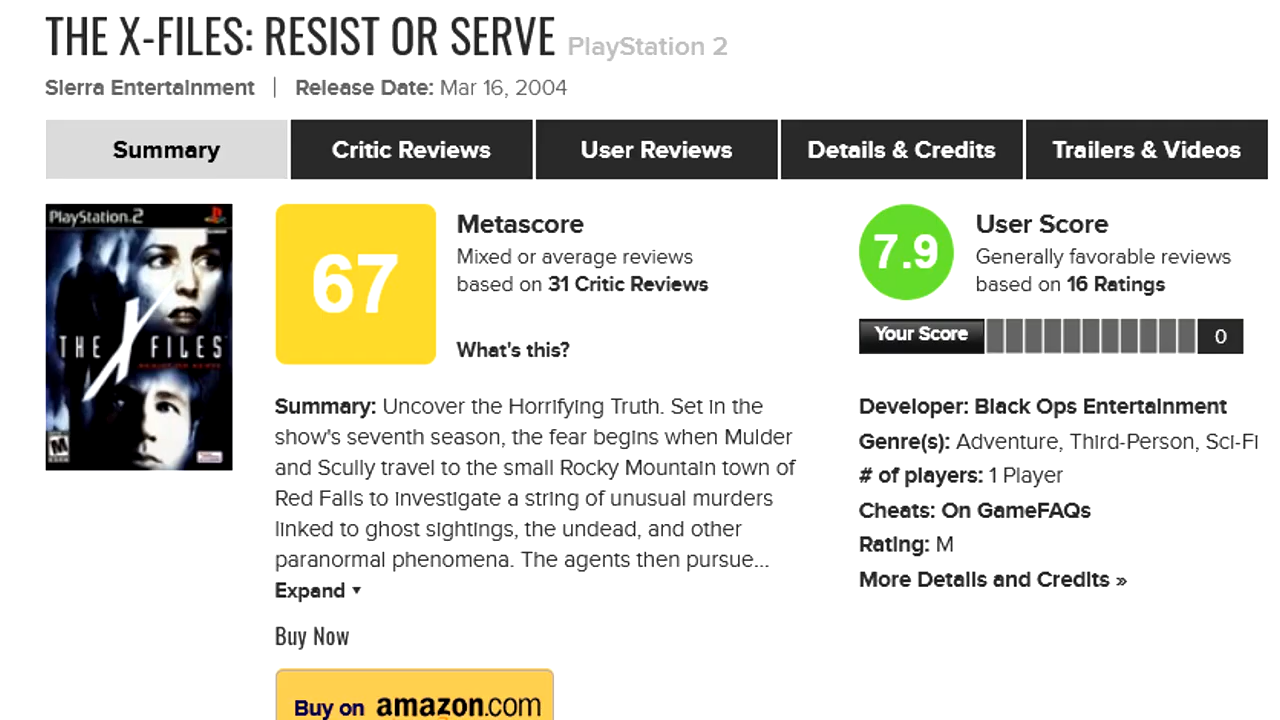 THE X-FILES: RESIST OR SERVE PlayStation 2
Sierra Entertainment | Release Date: Mar 16, 2004
Summary
Critic Reviews
User Reviews
Details & Credits
Trailers & Videos
PlayStation 2
THE X FILES
RESIST OR SERVE
M
67
Metascore
Mixed or average reviews
based on 31 Critic Reviews
What's this?
7.9
User Score
Generally favorable reviews
based on 16 Ratings
Your Score
0
Summary: Uncover the Horrifying Truth. Set in the
show's seventh season, the fear begins when Mulder
and Scully travel to the small Rocky Mountain town of
Red Falls to investigate a string of unusual murders
linked to ghost sightings, the undead, and other
paranormal phenomena. The agents then pursue...
Expand ▼
Developer: Black Ops Entertainment
Genre(s): Adventure, Third-Person, Sci-Fi
# of players: 1 Player
Cheats: On GameFAQs
Rating: M
More Details and Credits »
Buy Now
Buy on amazon.com